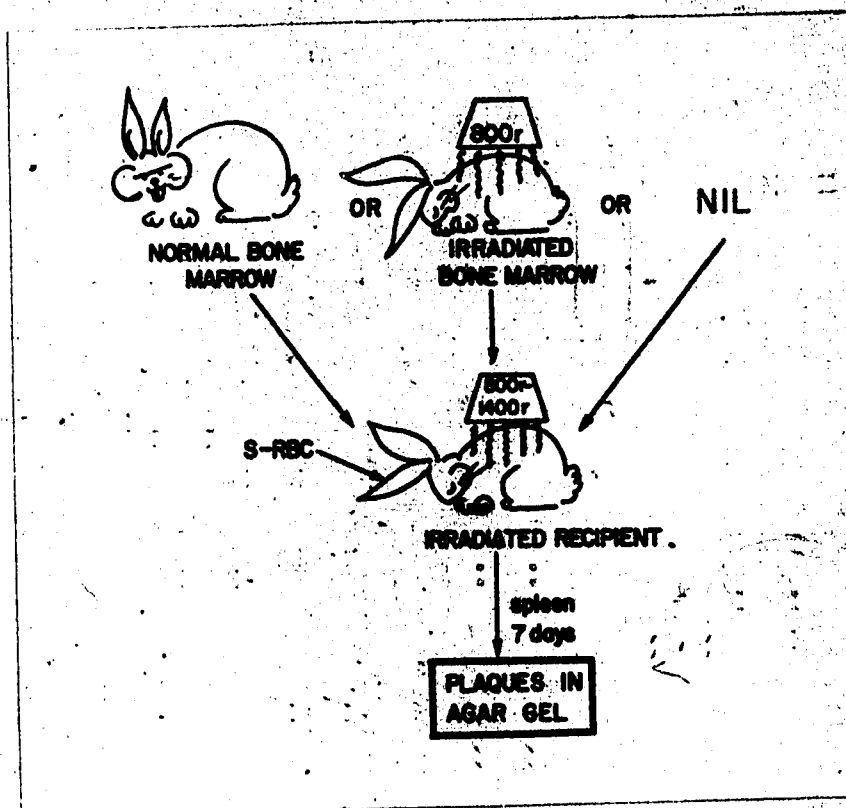 800r
OR
OR
NIL
NORMAL BONE
MARROW
IRRADIATED
BONE MARROW
1400r
S-RBC
IRRADIATED RECIPIENT.
spleen
7 days
PLAQUES IN
AGAR GEL